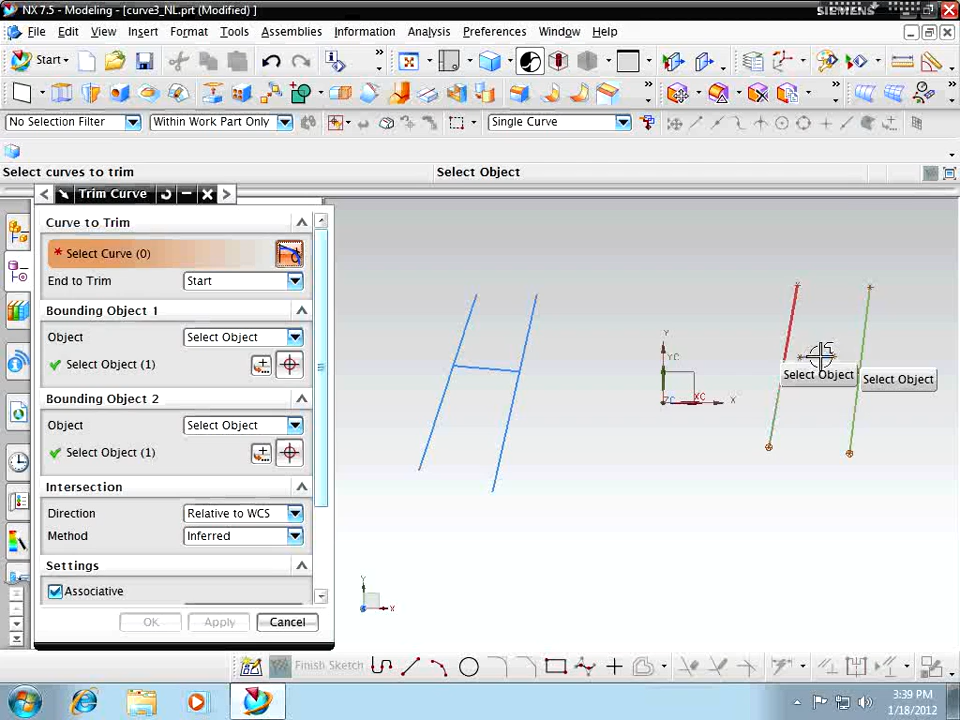 NX 7.5 - Modeling - [curve3_NL.prt (Modified) ]
SIEMENS
File Edit View Insert Format Tools Assemblies Information Analysis Preferences Window Help
Start
No Selection Filter
Within Work Part Only
Single Curve
Select curves to trim
Select Object
Trim Curve
Curve to Trim
* Select Curve (0)
End to Trim
Start
Bounding Object 1
Object
Select Object
Select Object (1)
Bounding Object 2
Object
Select Object
Select Object (1)
Intersection
Direction
Relative to WCS
Method
Inferred
Settings
Associative
OK
Apply
Cancel
Y
YC
ZC
XC
X
Select Object
Select Object
Y
X
Finish Sketch
3:39 PM
1/18/2012